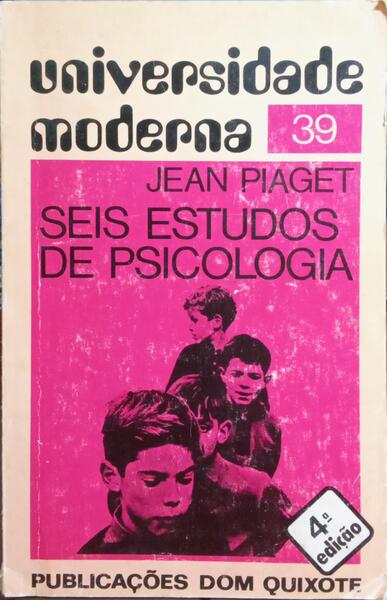 universidade
moderna 39
JEAN PIAGET
SEIS ESTUDOS
DE PSICOLOGIA
4ª
edição
PUBLICAÇÕES DOM QUIXOTE